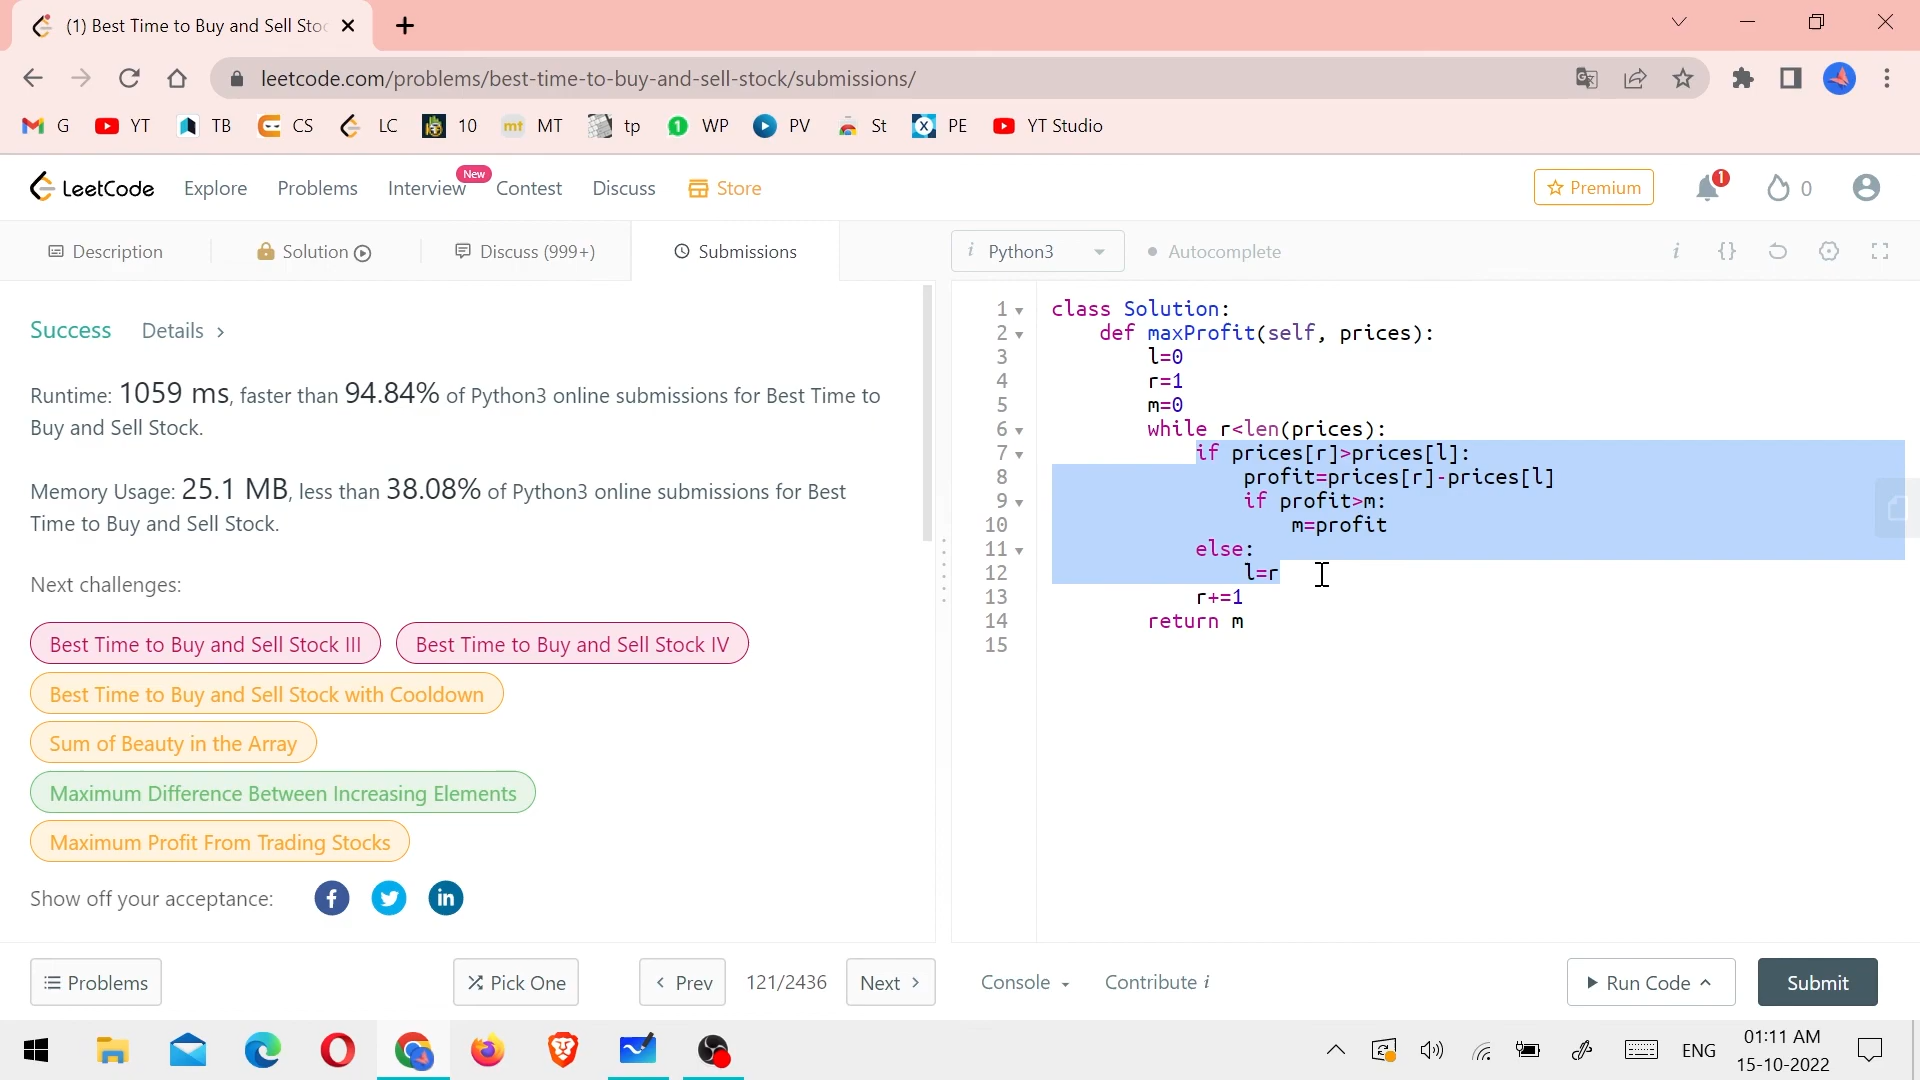 (1) Best Time to Buy and Sell Stoc
leetcode.com/problems/best-time-to-buy-and-sell-stock/submissions/
G YT TB CS LC 10 mt MT tp 1 WP PV St X PE YT Studio
LeetCode Explore Problems Interview New Contest Discuss Store Premium 1 0
Description Solution Discuss (999+) Submissions i Python3 Autocomplete i {}
Success Details >
Runtime: 1059 ms, faster than 94.84% of Python3 online submissions for Best Time to
Buy and Sell Stock.
Memory Usage: 25.1 MB, less than 38.08% of Python3 online submissions for Best
Time to Buy and Sell Stock.
Next challenges:
Best Time to Buy and Sell Stock III Best Time to Buy and Sell Stock IV
Best Time to Buy and Sell Stock with Cooldown
Sum of Beauty in the Array
Maximum Difference Between Increasing Elements
Maximum Profit From Trading Stocks
Show off your acceptance: f in
1 class Solution:
2 def maxProfit(self, prices):
3 l=0
4 r=1
5 m=0
6 while r<len(prices):
7 if prices[r]>prices[l]:
8 profit=prices[r]-prices[l]
9 if profit>m:
10 m=profit
11 else:
12 l=r
13 r+=1
14 return m
15
Problems Pick One < Prev 121/2436 Next > Console Contribute i Run Code Submit
ENG 01:11 AM
15-10-2022